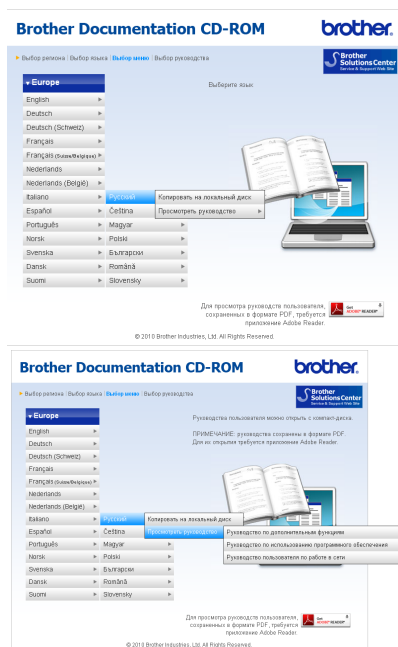 Brother Documentation CD-ROM
brother.
Выбор региона | Выбор языка | Выбор меню | Выбор руководства
Brother
SolutionsCenter
Service & Support Web Site
Europe
Выберите язык
English
Deutsch
Deutsch (Schweiz)
Français
Français (Suisse/Belgique)
Nederlands
Nederlands (België)
Italiano
Русский
Копировать на локальный диск
Español
Čeština
Просмотреть руководство
Português
Magyar
Norsk
Polski
Svenska
Български
Dansk
Română
Suomi
Slovensky
Для просмотра руководств пользователя,
сохраненных в формате PDF, требуется
приложение Adobe Reader.
Get
ADOBE® READER®
© 2010 Brother Industries, Ltd. All Rights Reserved.
Brother Documentation CD-ROM
brother.
Выбор региона | Выбор языка | Выбор меню | Выбор руководства
Brother
SolutionsCenter
Service & Support Web Site
Europe
Руководства пользователя можно открыть с компакт-диска.
English
ПРИМЕЧАНИЕ: руководства сохранены в формате PDF.
Для их открытия требуется приложение Adobe Reader.
Deutsch
Deutsch (Schweiz)
Français
Français (Suisse/Belgique)
Nederlands
Nederlands (België)
Italiano
Русский
Копировать на локальный диск
Español
Čeština
Просмотреть руководство
Руководство по дополнительным функциям
Português
Magyar
Руководство по использованию программного обеспечения
Norsk
Polski
Руководство пользователя по работе в сети
Svenska
Български
Dansk
Română
Suomi
Slovensky
Для просмотра руководств пользователя,
сохраненных в формате PDF, требуется
приложение Adobe Reader.
Get
ADOBE® READER®
© 2010 Brother Industries, Ltd. All Rights Reserved.